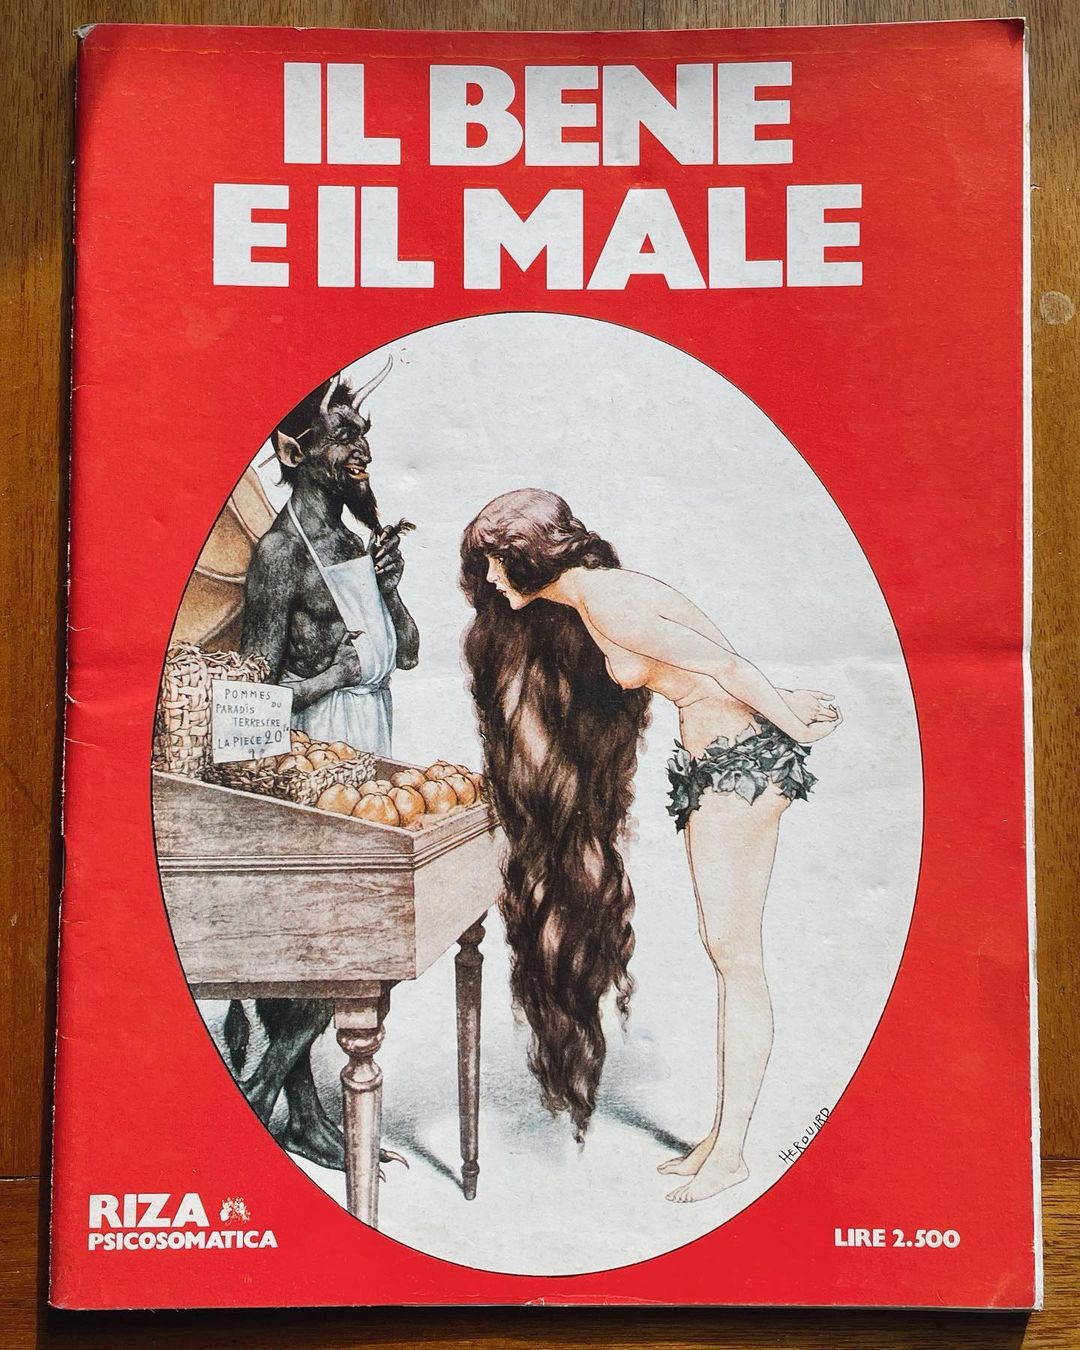 IL BENE
E IL MALE
POMMES
DU
PARADIS
TERRESTRE
LA PIECE 20
HEROUARD
RIZA
PSICOSOMATICA
LIRE 2.500